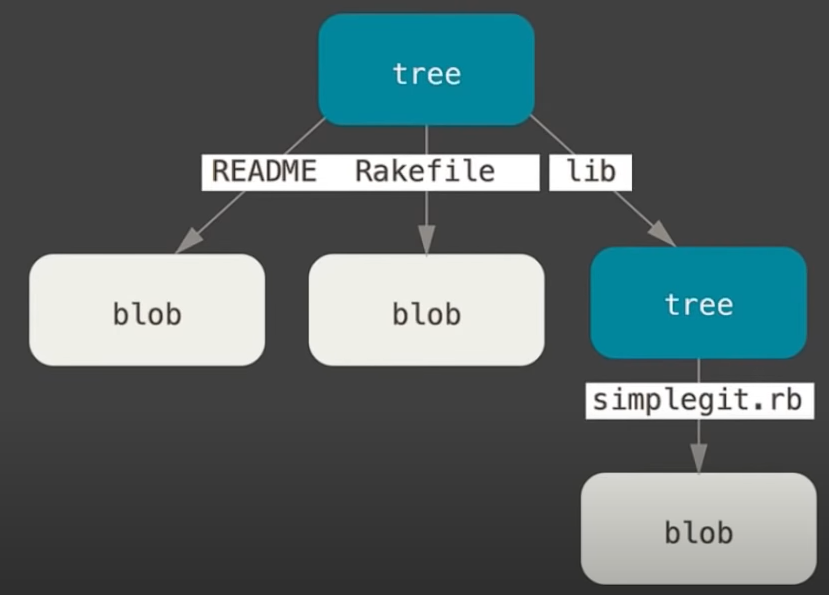 tree
README Rakefile lib
blob blob tree
simplegit.rb
blob